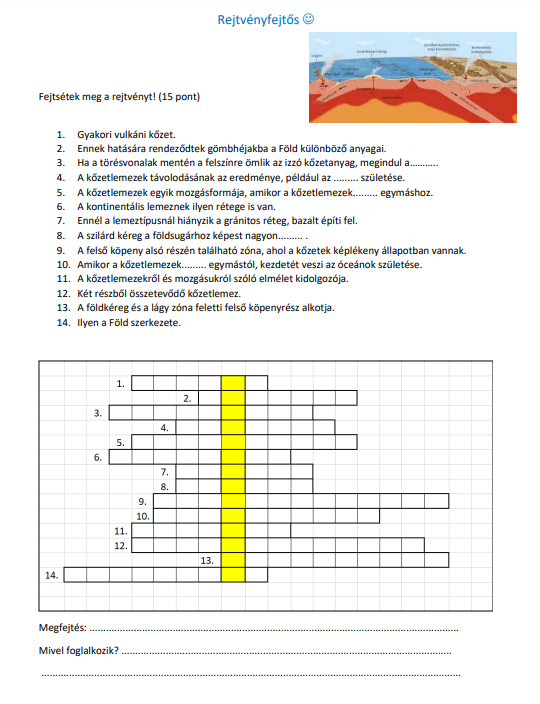 Rejtvényfejtős ☺
Fejtsétek meg a rejtvényt! (15 pont)
1. Gyakori vulkáni kőzet.
2. Ennek hatására rendeződtek gömbhéjakba a Föld különböző anyagai.
3. Ha a törésvonalak mentén a felszínre ömlik az izzó kőzetanyag, megindul a...........
4. A kőzetlemezek távolodásának az eredménye, például az ......... születése.
5. A kőzetlemezek egyik mozgásformája, amikor a kőzetlemezek......... egymáshoz.
6. A kontinentális lemeznek ilyen rétege is van.
7. Ennél a lemeztípusnál hiányzik a gránitos réteg, bazalt építi fel.
8. A szilárd kéreg a földsugárhoz képest nagyon......... .
9. A felső köpeny alsó részén található zóna, ahol a kőzetek képlékeny állapotban vannak.
10. Amikor a kőzetlemezek......... egymástól, kezdetét veszi az óceánok születése.
11. A kőzetlemezekről és mozgásukról szóló elmélet kidolgozója.
12. Két részből összetevődő kőzetlemez.
13. A földkéreg és a lágy zóna feletti felső köpenyrész alkotja.
14. Ilyen a Föld szerkezete.
1.
2.
3.
4.
5.
6.
7.
8.
9.
10.
11.
12.
13.
14.
Megfejtés: ........................................................................................................................
Mivel foglalkozik? ..............................................................................................................
..........................................................................................................................................